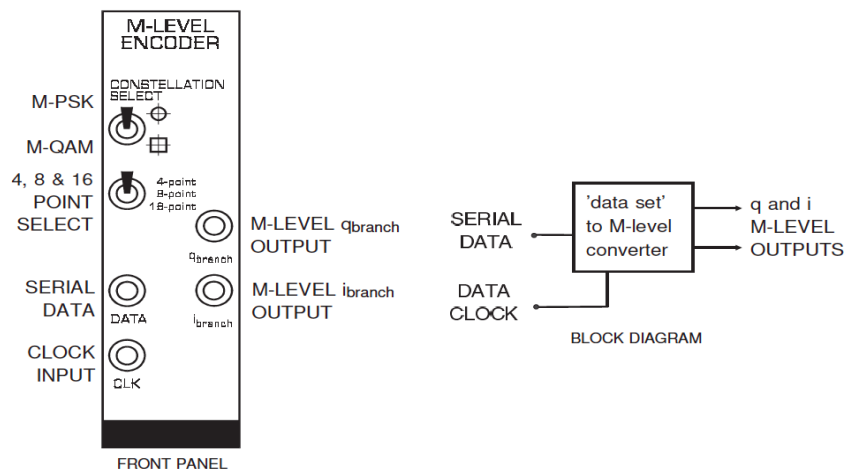 M-LEVEL
ENCODER
CONSTELLATION
SELECT
M-PSK
M-QAM
4, 8 & 16
POINT
SELECT
4-point
8-point
16-point
M-LEVEL qbranch
OUTPUT
qbranch
SERIAL
DATA
DATA
M-LEVEL ibranch
OUTPUT
ibranch
CLOCK
INPUT
CLK
FRONT PANEL
SERIAL
DATA
DATA
CLOCK
'data set'
to M-level
converter
q and i
M-LEVEL
OUTPUTS
BLOCK DIAGRAM